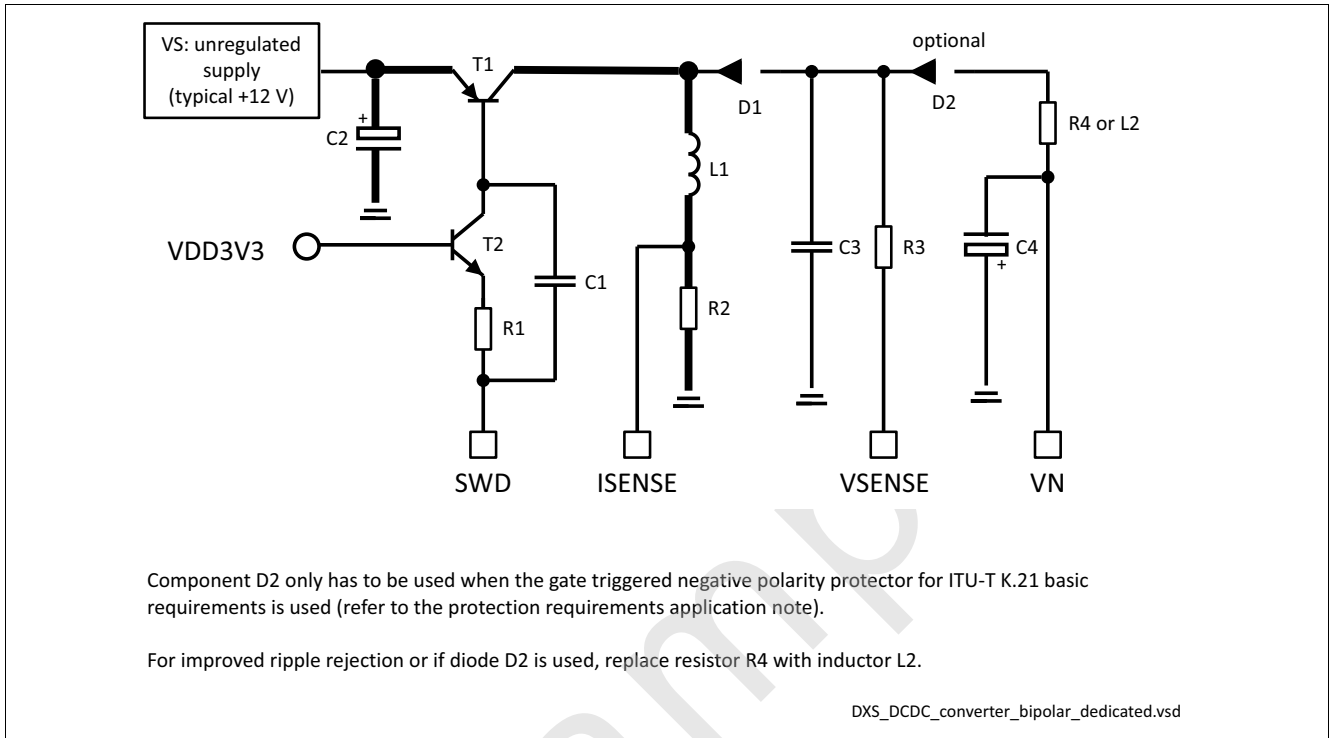 VS: unregulated
supply
(typical +12 V)
optional
T1
D1
D2
+
C2
R4 or L2
L1
VDD3V3
T2
C3
R3
C4
+
C1
R1
R2
SWD
ISENSE
VSENSE
VN
Component D2 only has to be used when the gate triggered negative polarity protector for ITU-T K.21 basic
requirements is used (refer to the protection requirements application note).
For improved ripple rejection or if diode D2 is used, replace resistor R4 with inductor L2.
DXS_DCDC_converter_bipolar_dedicated.vsd